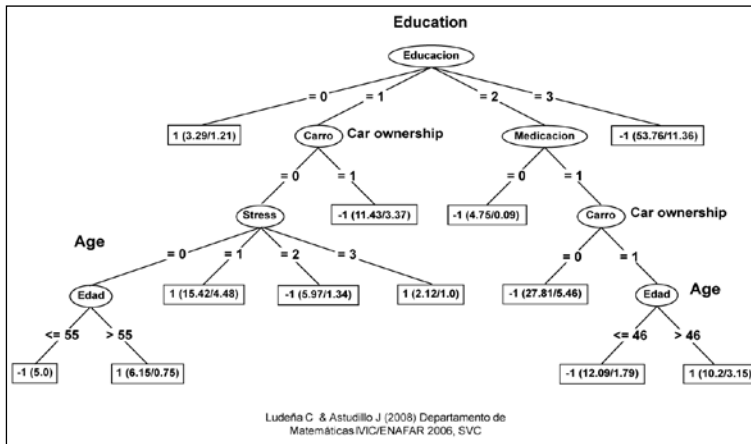 Education
Educacion
= 0
= 1
= 2
= 3
1 (3.29/1.21)
Carro
Car ownership
Medicacion
-1 (53.76/11.36)
= 0
= 1
= 0
= 1
Stress
-1 (11.43/3.37)
-1 (4.75/0.09)
Carro
Car ownership
Age
= 0
= 1
= 2
= 3
= 0
= 1
Edad
1 (15.42/4.48)
-1 (5.97/1.34)
1 (2.12/1.0)
-1 (27.81/5.46)
Edad
Age
<= 55
> 55
<= 46
> 46
-1 (5.0)
1 (6.15/0.75)
-1 (12.09/1.79)
1 (10.2/3.15)
Ludeña C & Astudillo J (2008) Departamento de
Matemáticas IVIC/ENAFAR 2006, SVC